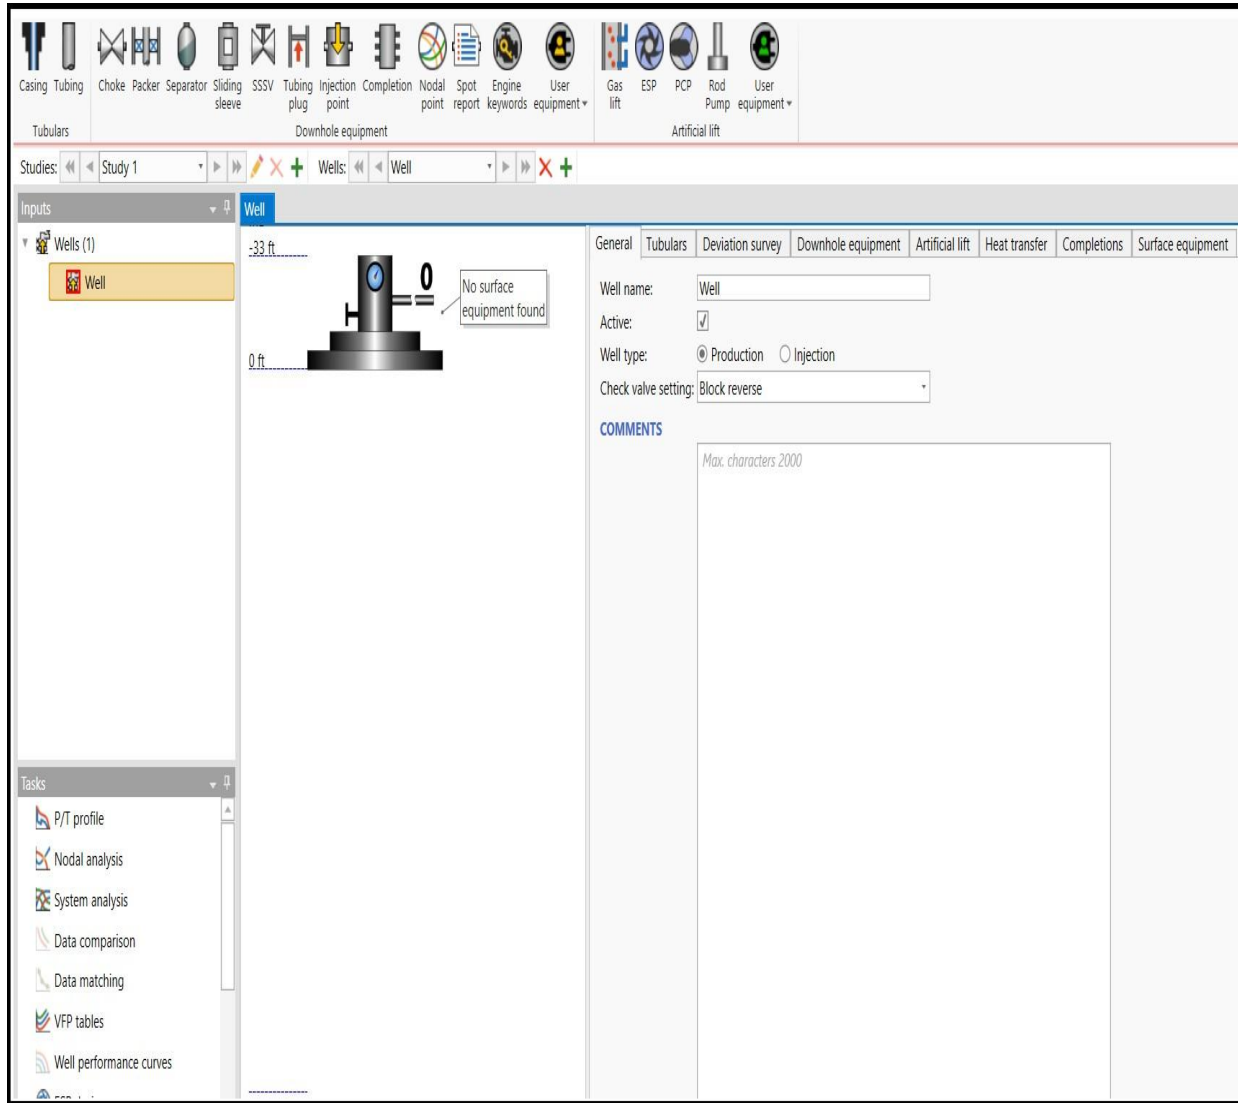 Casing Tubing Choke Packer Separator Sliding sleeve SSSV Tubing plug Injection point Completion Nodal point Spot report Engine keywords User equipment Gas lift ESP PCP Rod Pump User equipment
Tubulars Downhole equipment Artificial lift
Studies: Study 1 Wells: Well
Inputs
Wells (1)
Well
Well
-33 ft
0
No surface
equipment found
0 ft
General Tubulars Deviation survey Downhole equipment Artificial lift Heat transfer Completions Surface equipment
Well name: Well
Active:
Well type: Production Injection
Check valve setting: Block reverse
COMMENTS
Max. characters 2000
Tasks
P/T profile
Nodal analysis
System analysis
Data comparison
Data matching
VFP tables
Well performance curves